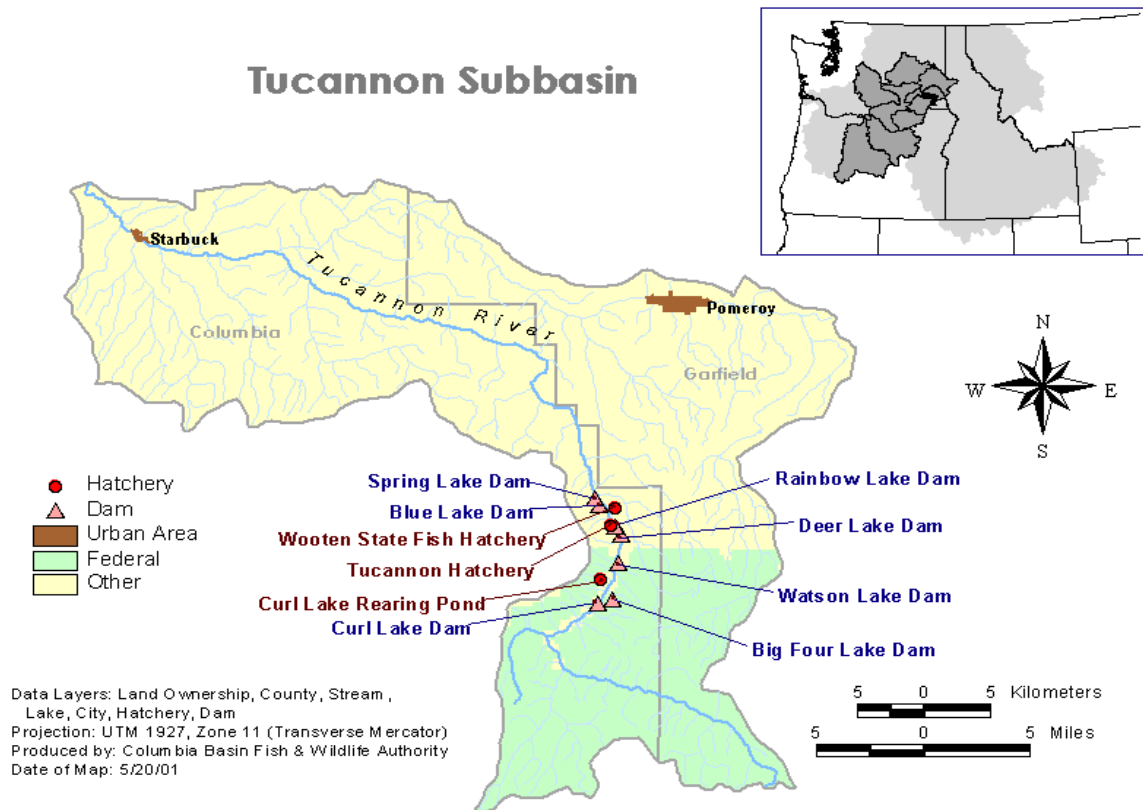 Tucannon Subbasin
Starbuck
Tucannon River
Pomeroy
Columbia
Garfield
N
W
E
S
Spring Lake Dam
Rainbow Lake Dam
Blue Lake Dam
Deer Lake Dam
Wooten State Fish Hatchery
Tucannon Hatchery
Watson Lake Dam
Curl Lake Rearing Pond
Curl Lake Dam
Big Four Lake Dam
Hatchery
Dam
Urban Area
Federal
Other
Data Layers: Land Ownership, County, Stream ,
Lake, City, Hatchery, Dam
Projection: UTM 1927, Zone 11 (Transverse Mercator)
Produced by: Columbia Basin Fish & Wildlife Authority
Date of Map: 5/20/01
5 0 5 Kilometers
5 0 5 Miles